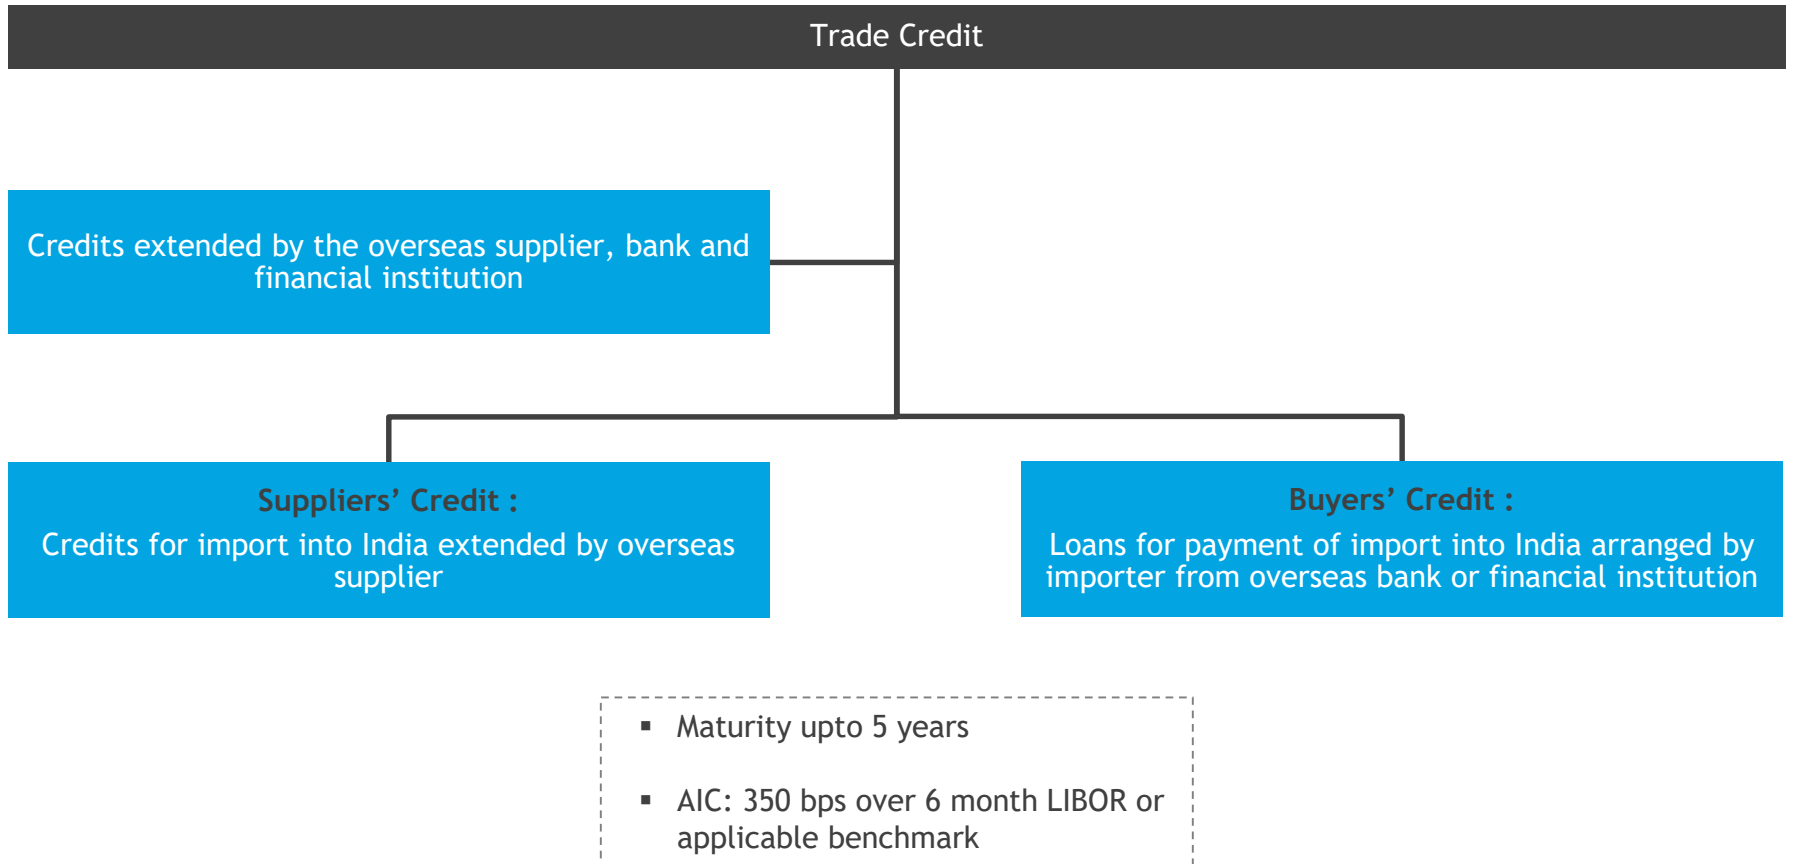 Trade Credit
Credits extended by the overseas supplier, bank and
financial institution
Suppliers’ Credit :
Credits for import into India extended by overseas
supplier
Buyers’ Credit :
Loans for payment of import into India arranged by
importer from overseas bank or financial institution
▪ Maturity upto 5 years
▪ AIC: 350 bps over 6 month LIBOR or
applicable benchmark